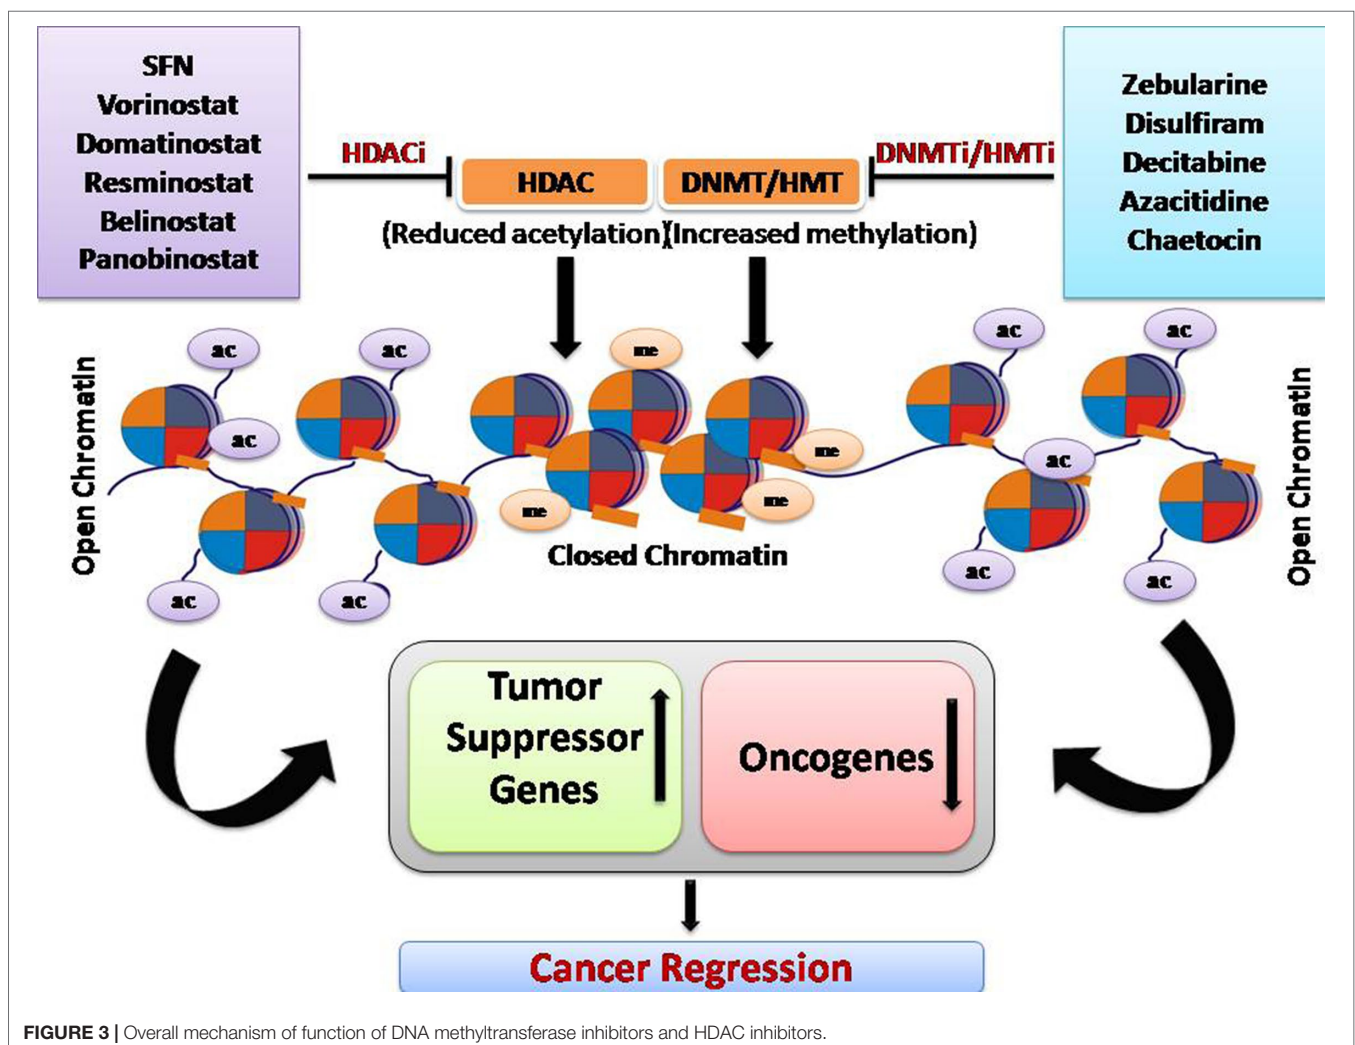 SFN
Vorinostat
Domatinostat
Resminostat
Belinostat
Panobinostat
HDACi
HDAC
DNMT/HMT
DNMTi/HMTi
Zebularine
Disulfiram
Decitabine
Azacitidine
Chaetocin
(Reduced acetylation)
(Increased methylation)
Open Chromatin
ac
ac
ac
ac
ac
me
me
me
me
Closed Chromatin
ac
ac
ac
ac
ac
Open Chromatin
Tumor
Suppressor
Genes
Oncogenes
Cancer Regression
FIGURE 3 | Overall mechanism of function of DNA methyltransferase inhibitors and HDAC inhibitors.